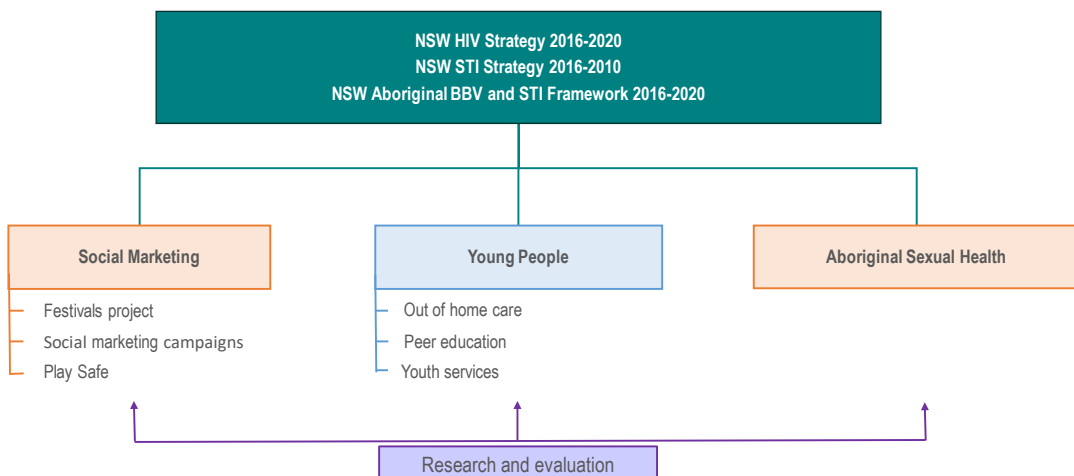 NSW HIV Strategy 2016-2020
NSW STI Strategy 2016-2010
NSW Aboriginal BBV and STI Framework 2016-2020
Social Marketing
Festivals project
Social marketing campaigns
Play Safe
Young People
Out of home care
Peer education
Youth services
Aboriginal Sexual Health
Research and evaluation